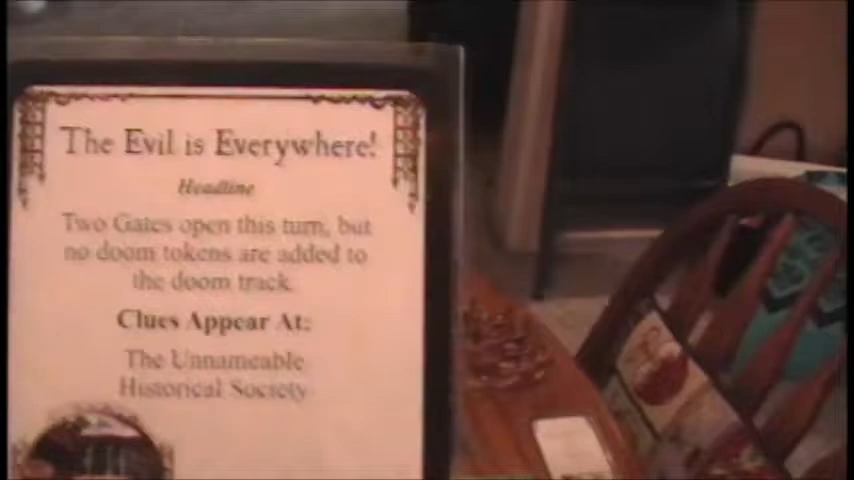 The Evil is Everywhere!
Headline
Two Gates open this turn, but
no doom tokens are added to
the doom track.
Clues Appear At:
The Unnameable
Historical Society